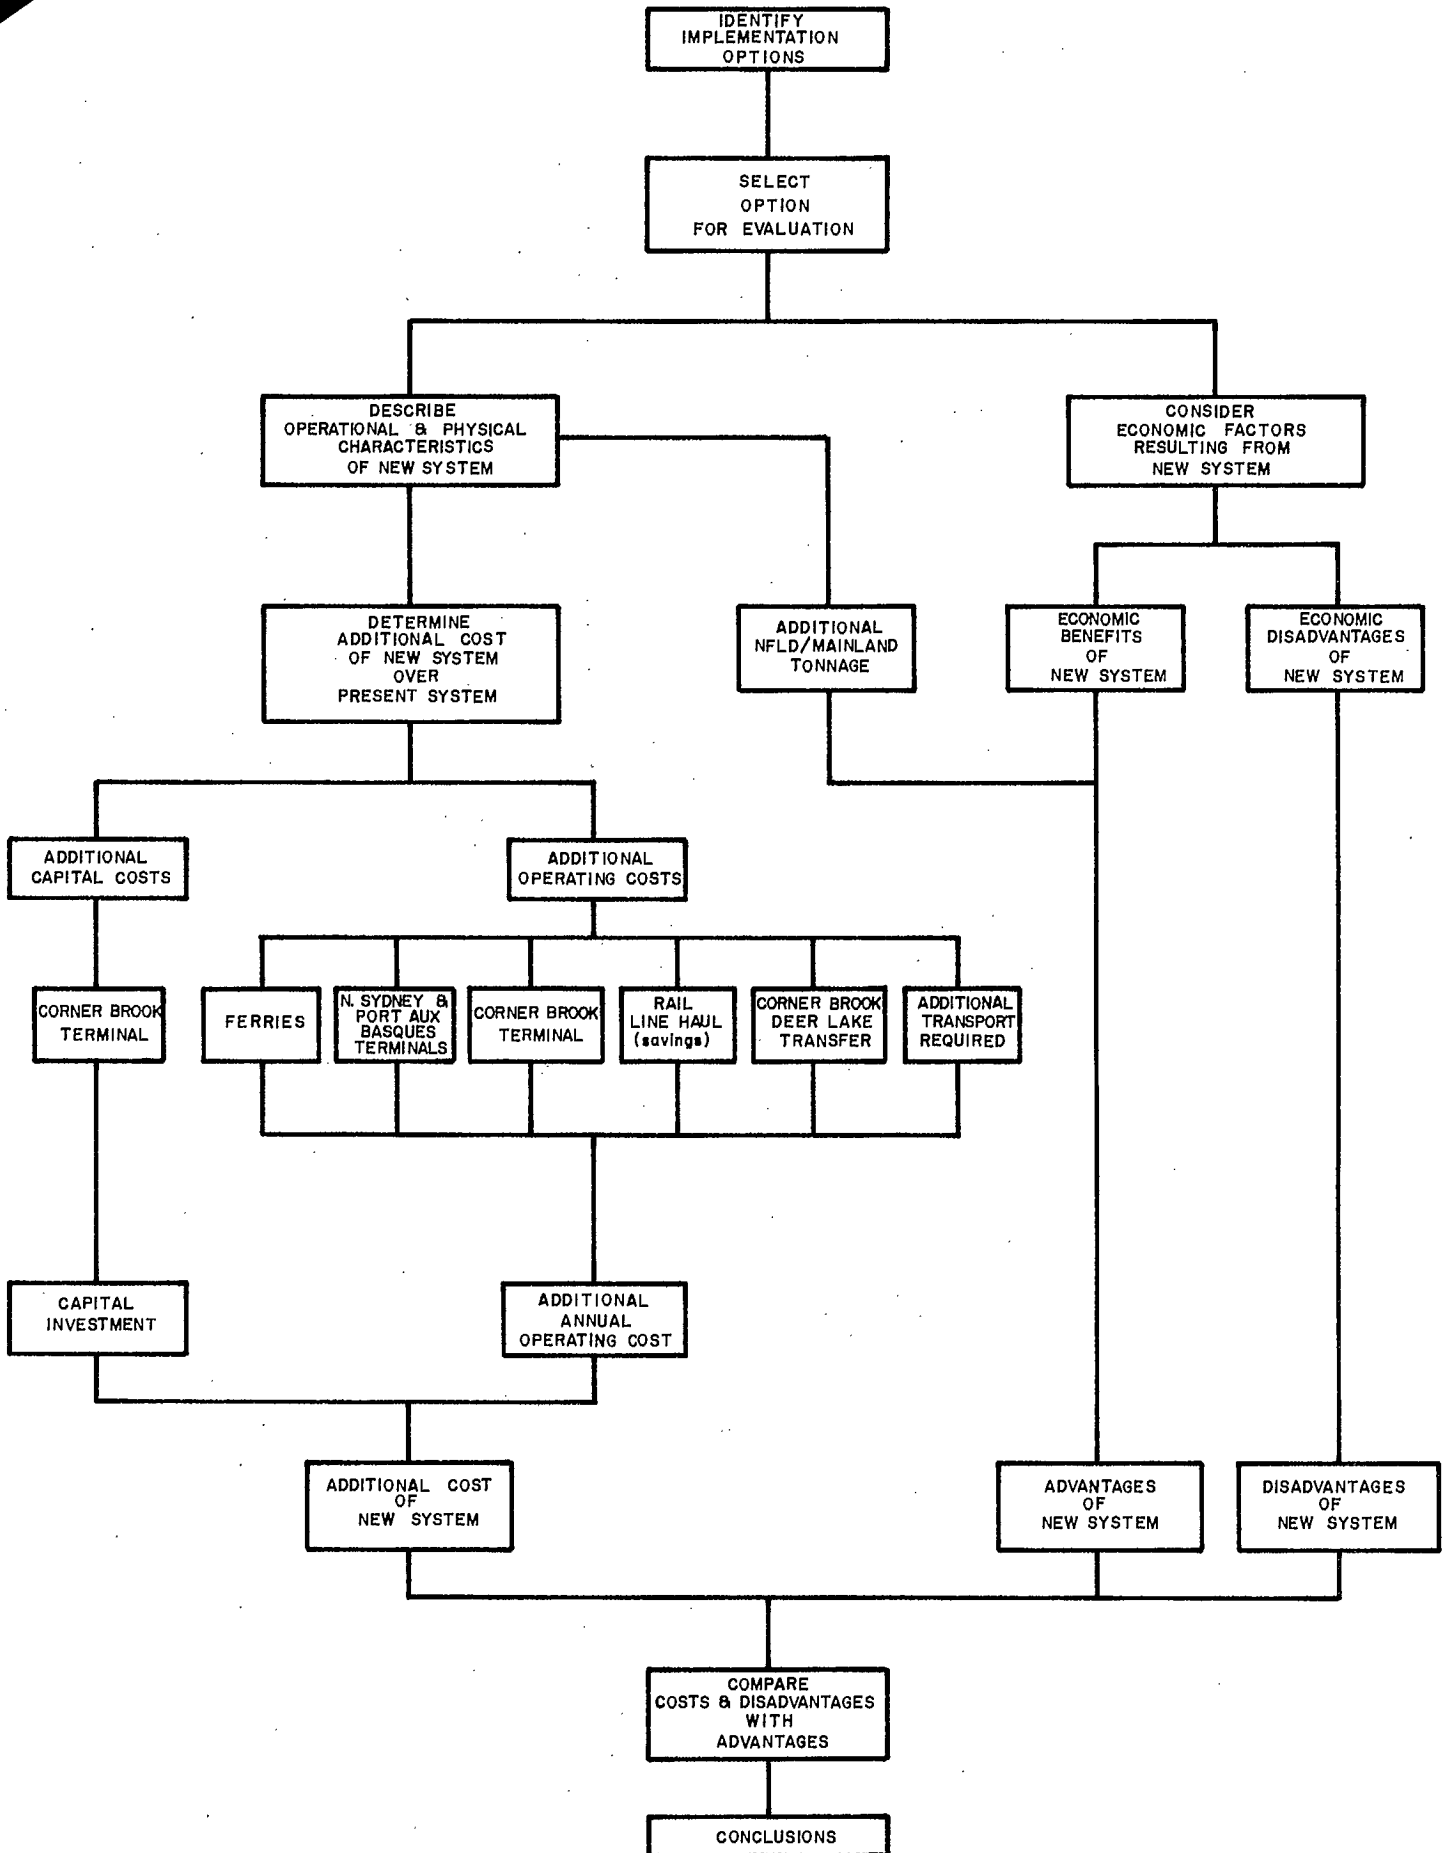 IDENTIFY
IMPLEMENTATION
OPTIONS
SELECT
OPTION
FOR EVALUATION
DESCRIBE
OPERATIONAL & PHYSICAL
CHARACTERISTICS
OF NEW SYSTEM
CONSIDER
ECONOMIC FACTORS
RESULTING FROM
NEW SYSTEM
DETERMINE
ADDITIONAL COST
OF NEW SYSTEM
OVER
PRESENT SYSTEM
ADDITIONAL
NFLD/MAINLAND
TONNAGE
ECONOMIC
BENEFITS
OF
NEW SYSTEM
ECONOMIC
DISADVANTAGES
OF
NEW SYSTEM
ADDITIONAL
CAPITAL COSTS
ADDITIONAL
OPERATING COSTS
CORNER BROOK
TERMINAL
FERRIES
N. SYDNEY &
PORT AUX
BASQUES
TERMINALS
CORNER BROOK
TERMINAL
RAIL
LINE HAUL
(savings)
CORNER BROOK
DEER LAKE
TRANSFER
ADDITIONAL
TRANSPORT
REQUIRED
CAPITAL
INVESTMENT
ADDITIONAL
ANNUAL
OPERATING COST
ADDITIONAL COST
OF
NEW SYSTEM
ADVANTAGES
OF
NEW SYSTEM
DISADVANTAGES
OF
NEW SYSTEM
COMPARE
COSTS & DISADVANTAGES
WITH
ADVANTAGES
CONCLUSIONS